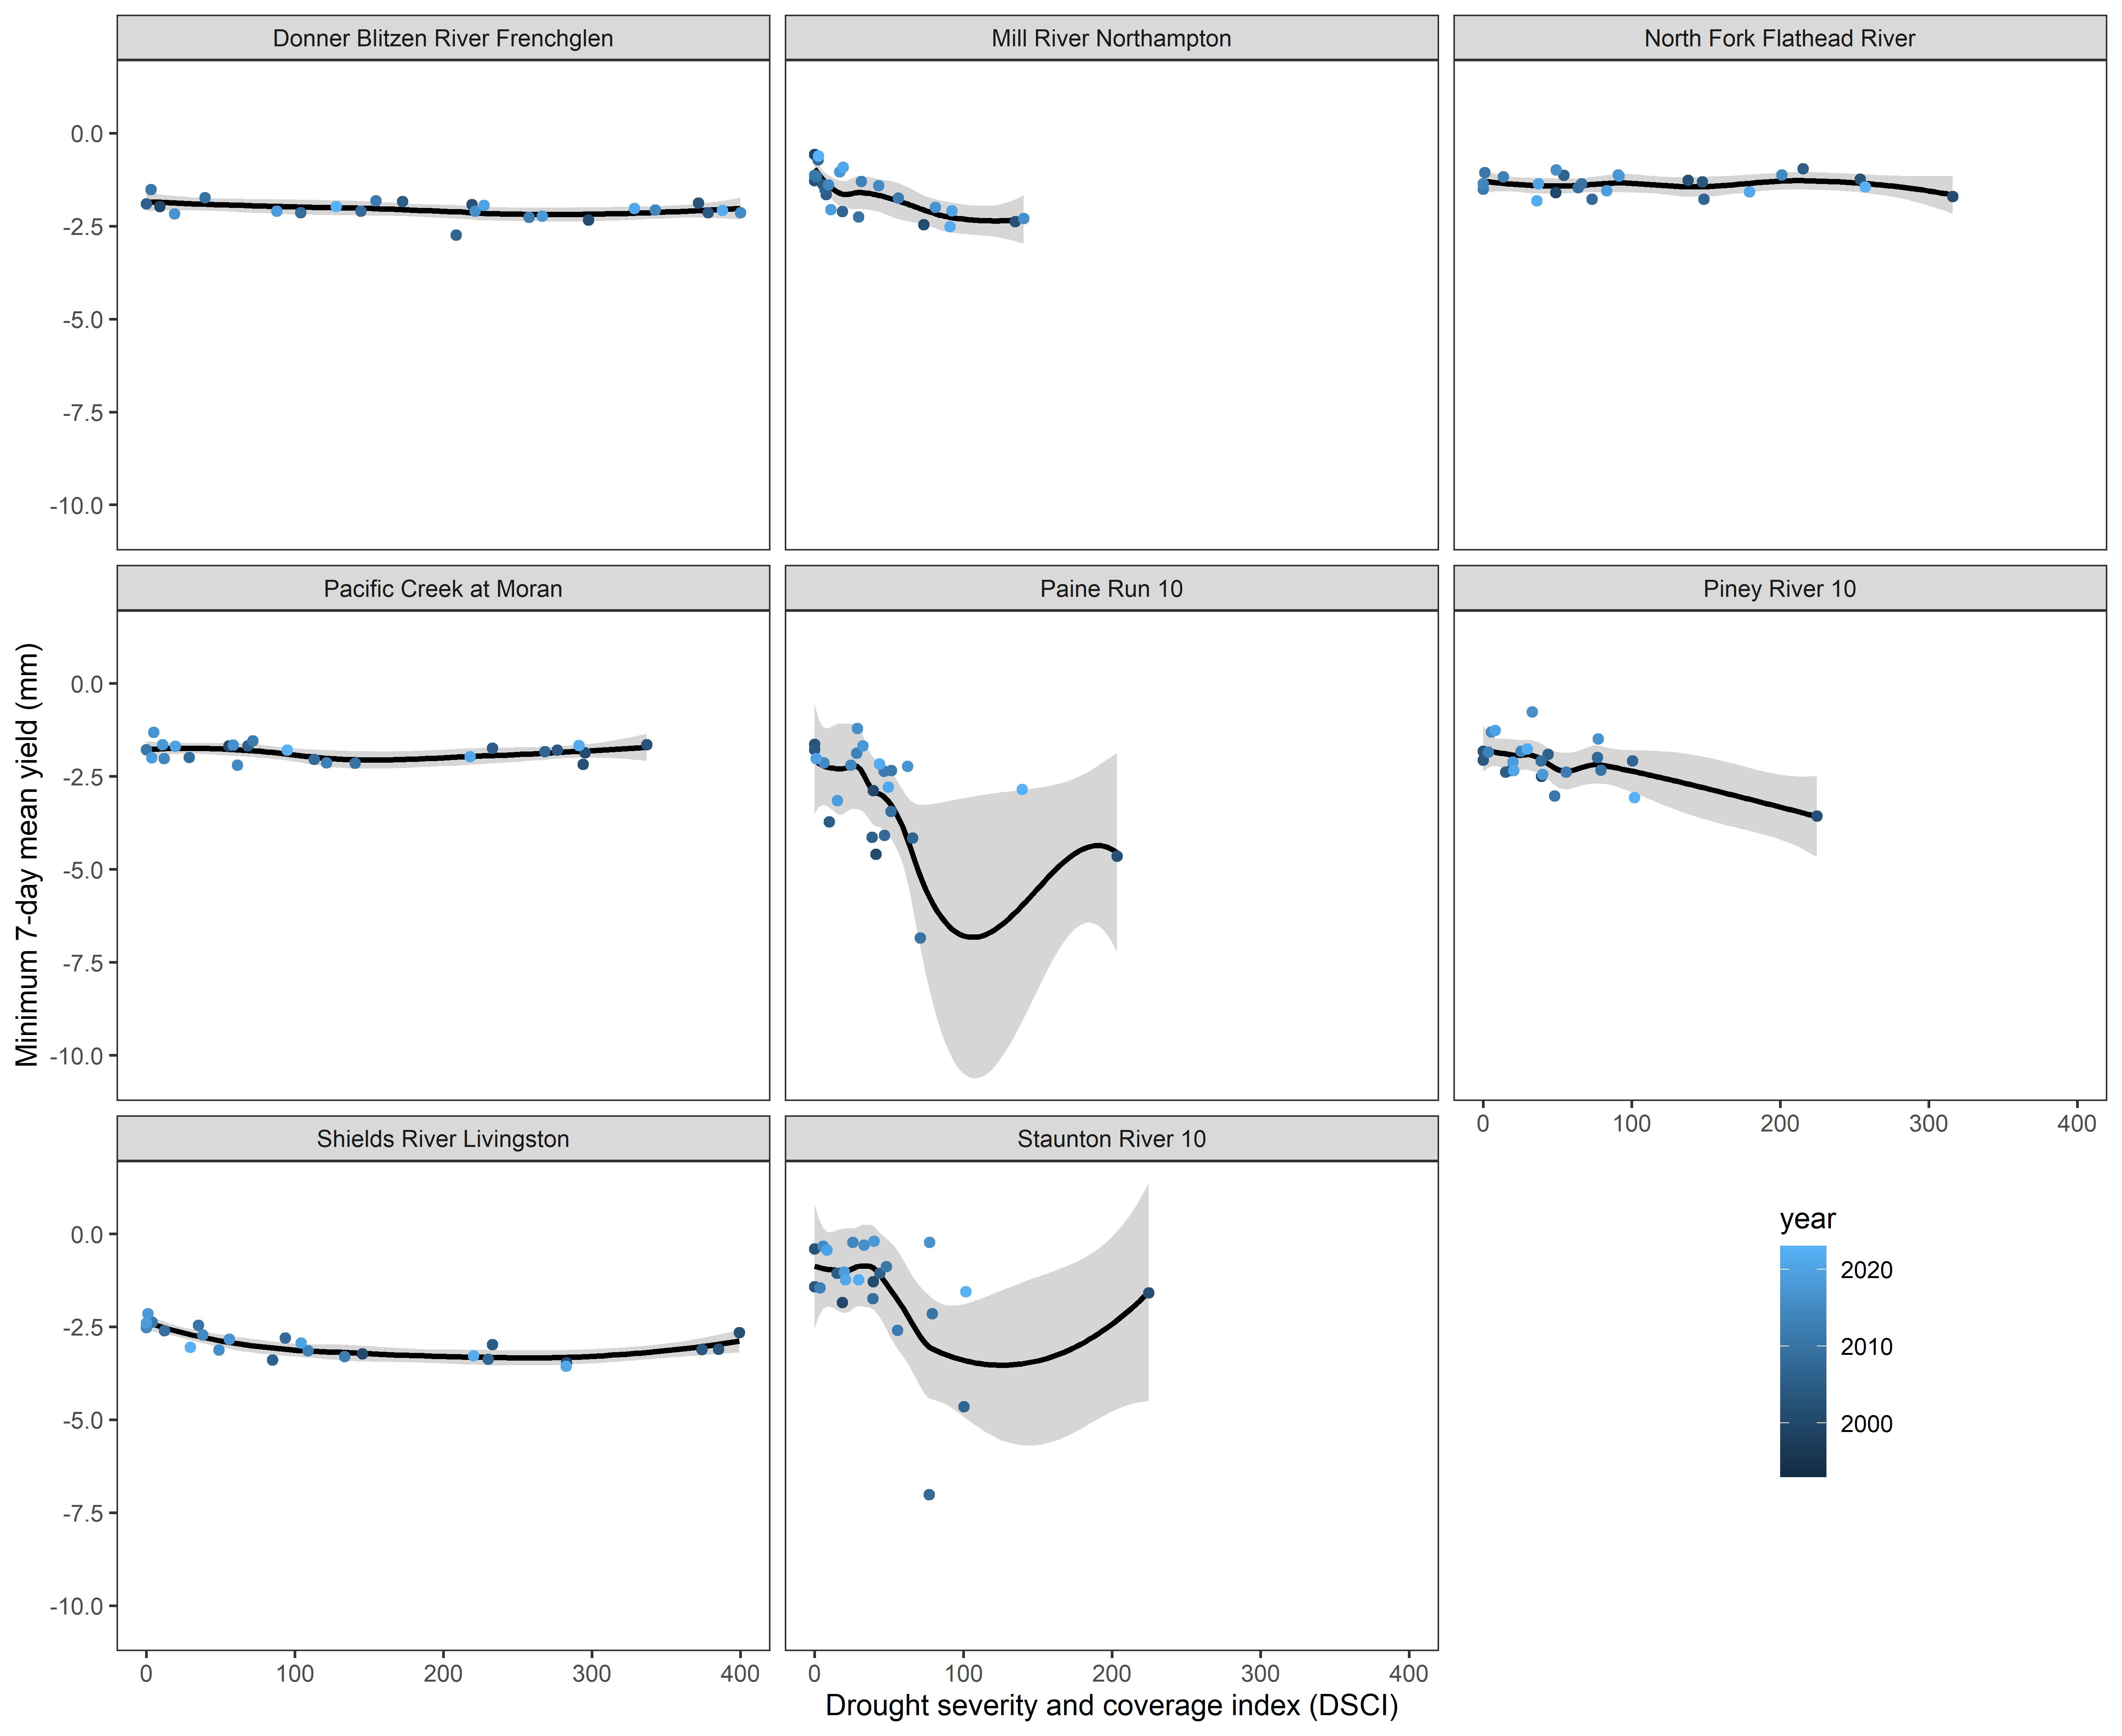 Donner Blitzen River Frenchglen
Mill River Northampton
North Fork Flathead River
0.0
-2.5
-5.0
-7.5
-10.0
Pacific Creek at Moran
Paine Run 10
Piney River 10
0.0
-2.5
-5.0
-7.5
-10.0
0 100 200 300 400
Shields River Livingston
Staunton River 10
0.0
-2.5
-5.0
-7.5
-10.0
0 100 200 300 400
0 100 200 300 400
Minimum 7-day mean yield (mm)
Drought severity and coverage index (DSCI)
year
2020
2010
2000